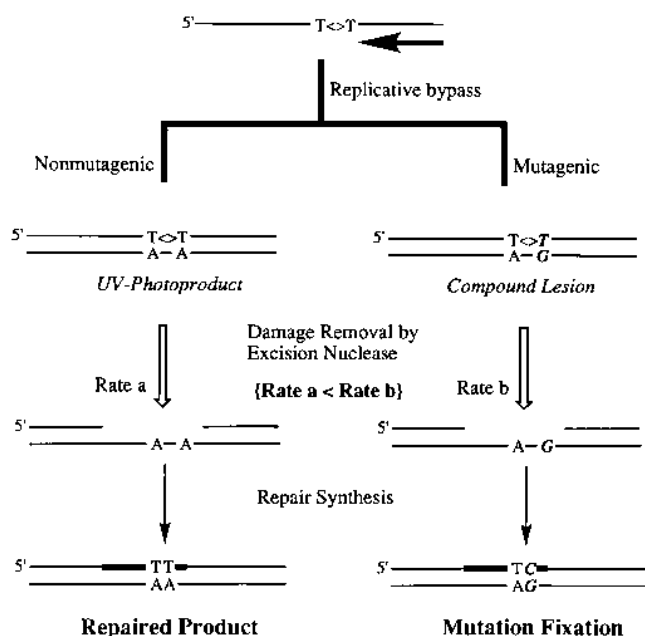 5' T<>T
Replicative bypass
Nonmutagenic Mutagenic
5' T<>T 5' T<>T
A A A G
UV-Photoproduct Compound Lesion
Damage Removal by
Excision Nuclease
Rate a {Rate a < Rate b} Rate b
5' 5'
A A A G
Repair Synthesis
5' TT 5' TC
AA AG
Repaired Product Mutation Fixation